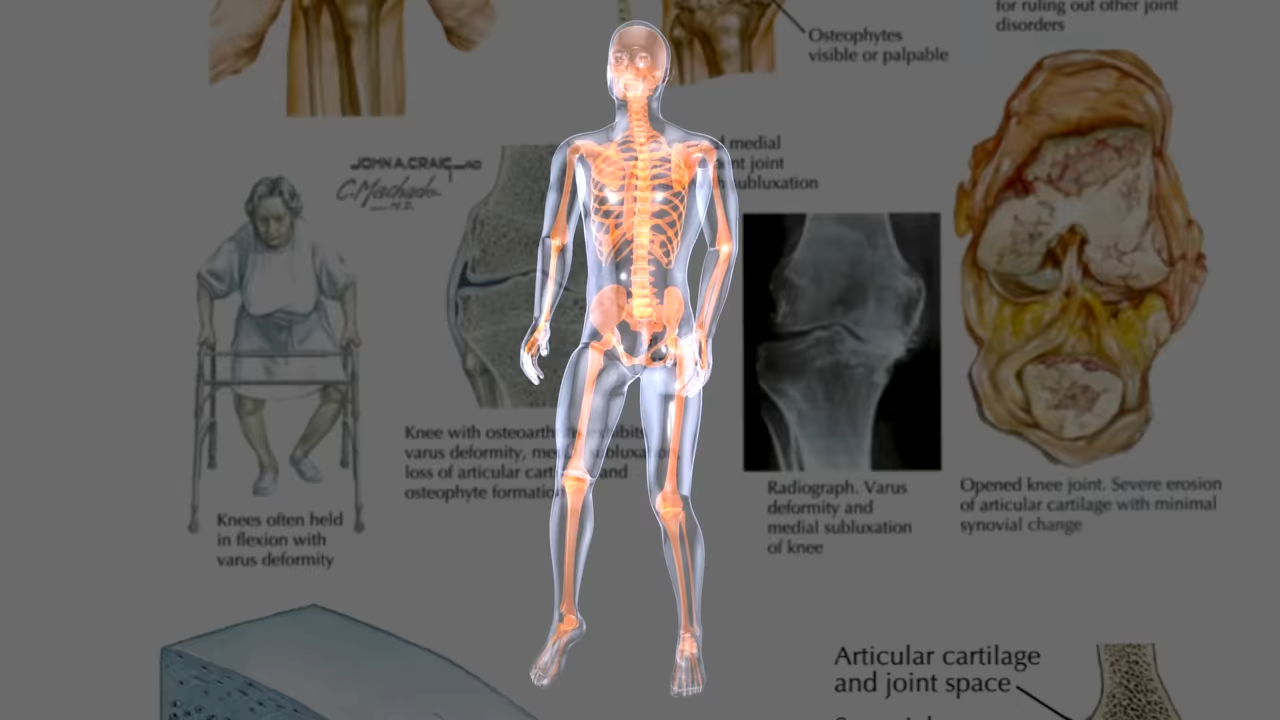 for ruling out other joint
disorders
Osteophytes
visible or palpable
medial
joint
subluxation
JOHN A. CRAIG
C. Machado
M.D.
Knee with osteoarthritis exhibits
varus deformity, medial subluxation,
loss of articular cartilage and
osteophyte formation
Knees often held
in flexion with
varus deformity
Radiograph. Varus
deformity and
medial subluxation
of knee
Opened knee joint. Severe erosion
of articular cartilage with minimal
synovial change
Articular cartilage
and joint space